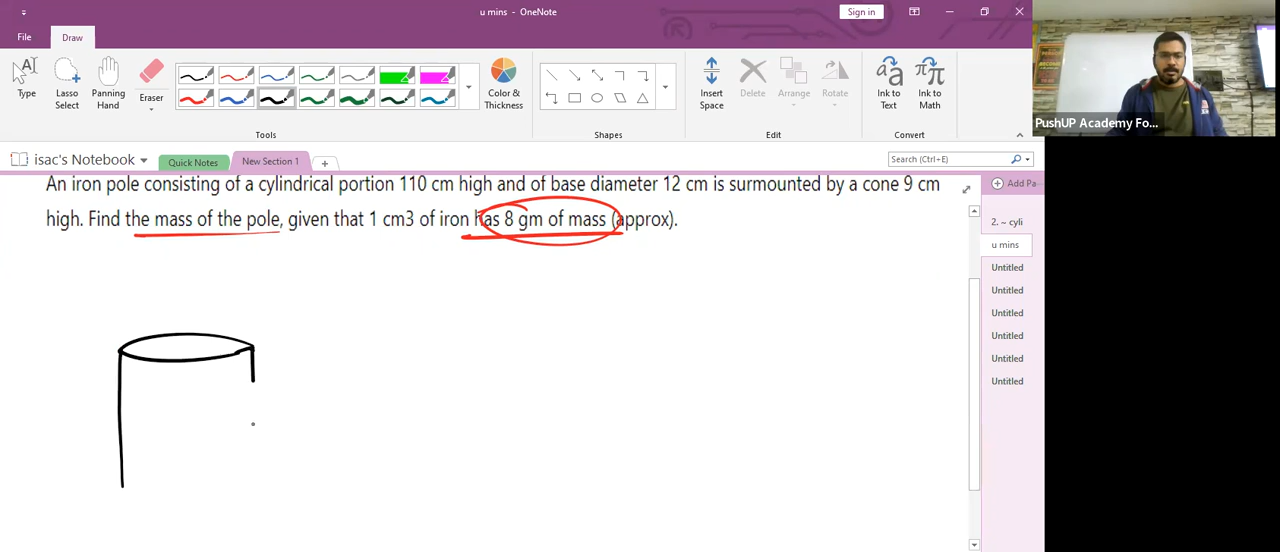 u mins - OneNote
Sign in
File
Draw
Type
Lasso Select
Panning Hand
Eraser
Color & Thickness
Insert Space
Delete
Arrange
Rotate
Ink to Text
Ink to Math
Tools
Shapes
Edit
Convert
isac's Notebook
Quick Notes
New Section 1
Search (Ctrl+E)
An iron pole consisting of a cylindrical portion 110 cm high and of base diameter 12 cm is surmounted by a cone 9 cm
high. Find the mass of the pole, given that 1 cm3 of iron has 8 gm of mass (approx).
Add Pa
2. ~ cyli
u mins
Untitled
Untitled
Untitled
Untitled
Untitled
Untitled
PushUP Academy Fo...